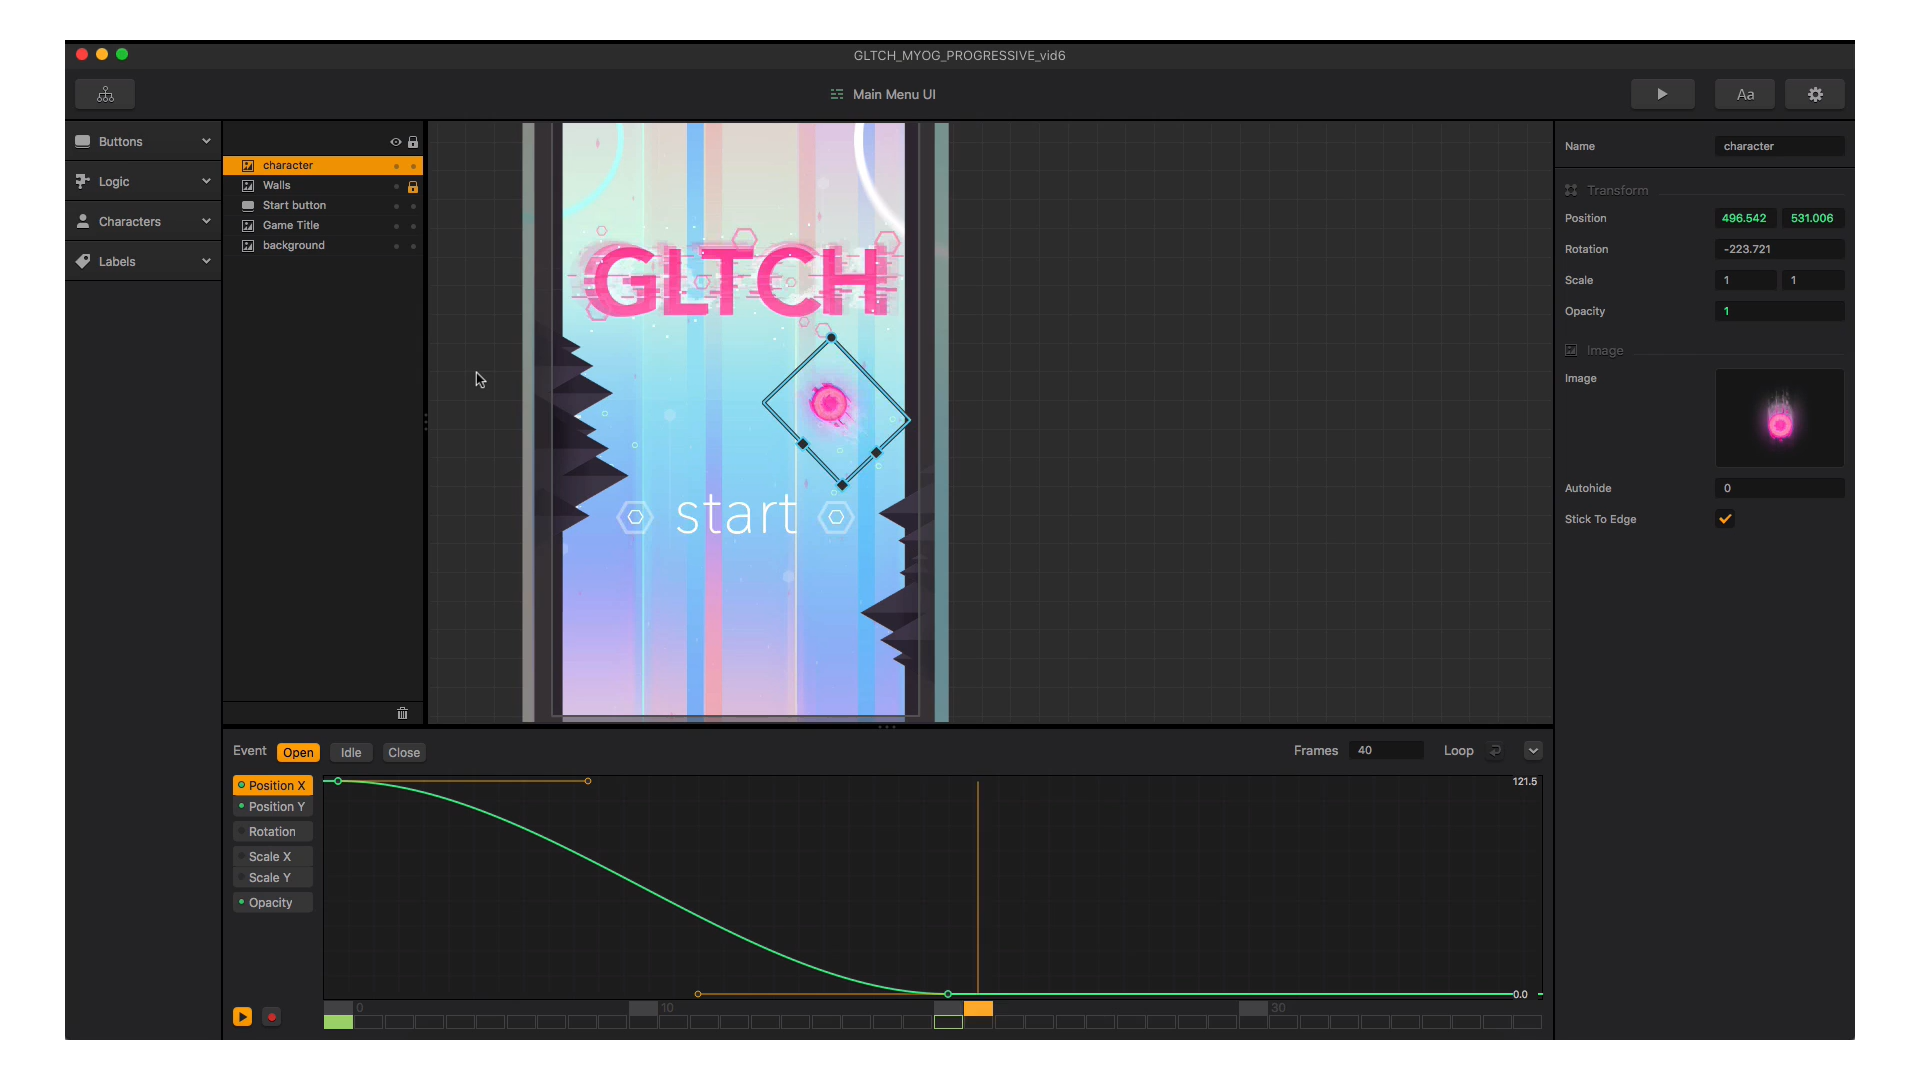 GLTCH_MYOG_PROGRESSIVE_vid6
Main Menu UI
Aa
Buttons
Logic
Characters
Labels
character
Walls
Start button
Game Title
background
GLTCH
start
Name
character
Transform
Position
496.542
531.006
Rotation
-223.721
Scale
1
1
Opacity
1
Image
Image
Autohide
0
Stick To Edge
Event
Open
Idle
Close
Frames
40
Loop
Position X
Position Y
Rotation
Scale X
Scale Y
Opacity
121.5
0.0
0
10
30